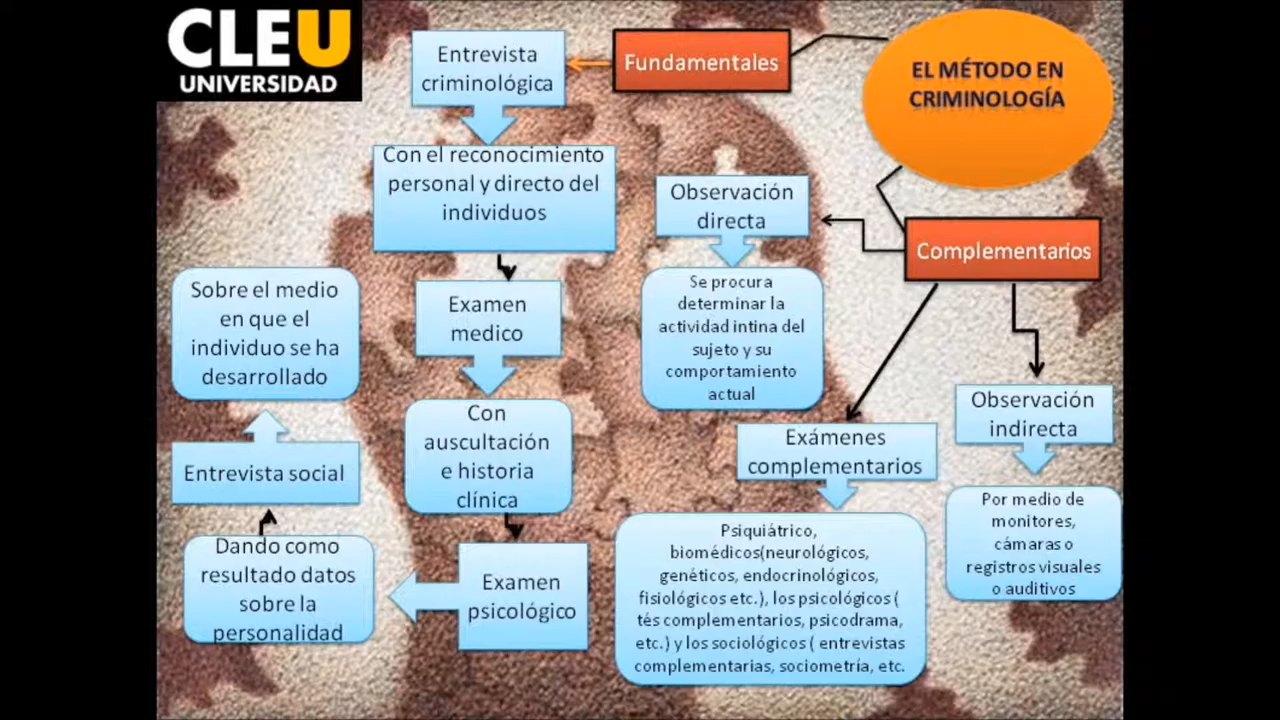 CLEU
UNIVERSIDAD
EL MÉTODO EN
CRIMINOLOGÍA
Fundamentales
Entrevista
criminológica
Con el reconocimiento
personal y directo del
individuos
Examen
medico
Con
auscultación
e historia
clínica
Examen
psicológico
Dando como
resultado datos
sobre la
personalidad
Entrevista social
Sobre el medio
en que el
individuo se ha
desarrollado
Complementarios
Observación
directa
Se procura
determinar la
actividad intina del
sujeto y su
comportamiento
actual
Exámenes
complementarios
Psiquiátrico,
biomédicos(neurológicos,
genéticos, endocrinológicos,
fisiológicos etc.), los psicológicos (
tés complementarios, psicodrama,
etc.) y los sociológicos ( entrevistas
complementarias, sociometría, etc.
Observación
indirecta
Por medio de
monitores,
cámaras o
registros visuales
o auditivos